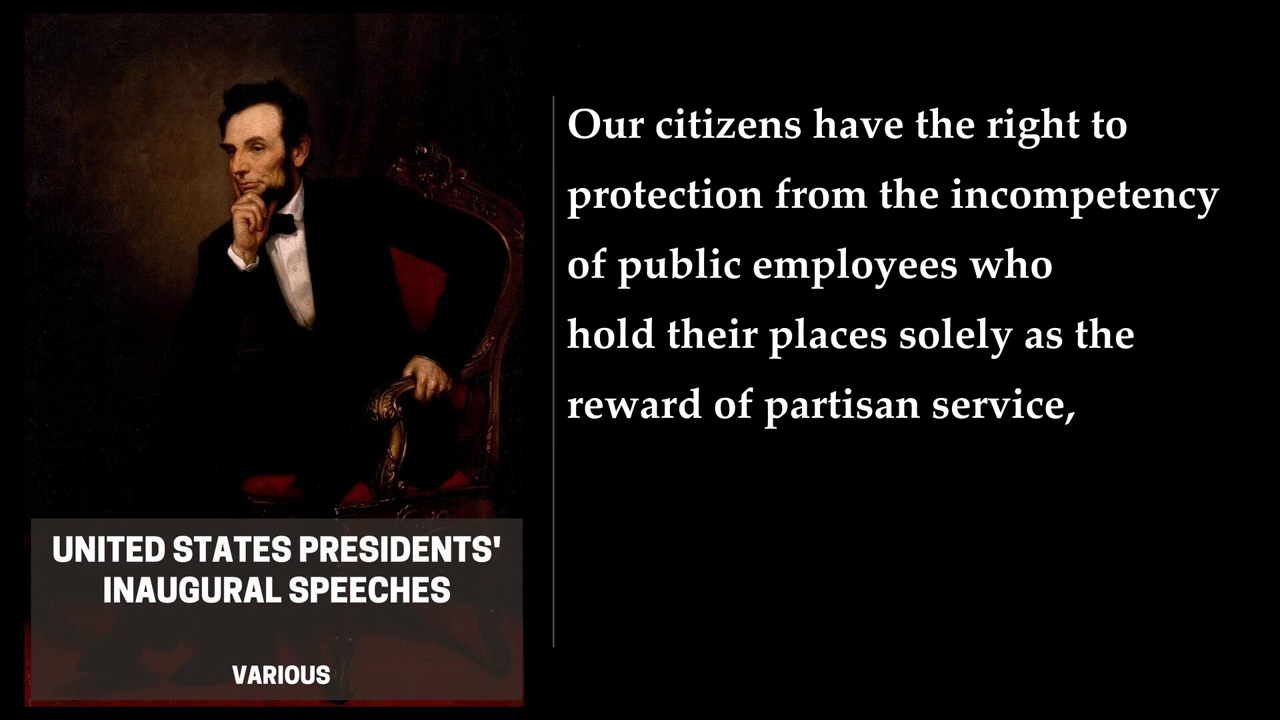 Our citizens have the right to
protection from the incompetency
of public employees who
hold their places solely as the
reward of partisan service,
UNITED STATES PRESIDENTS'
INAUGURAL SPEECHES
VARIOUS